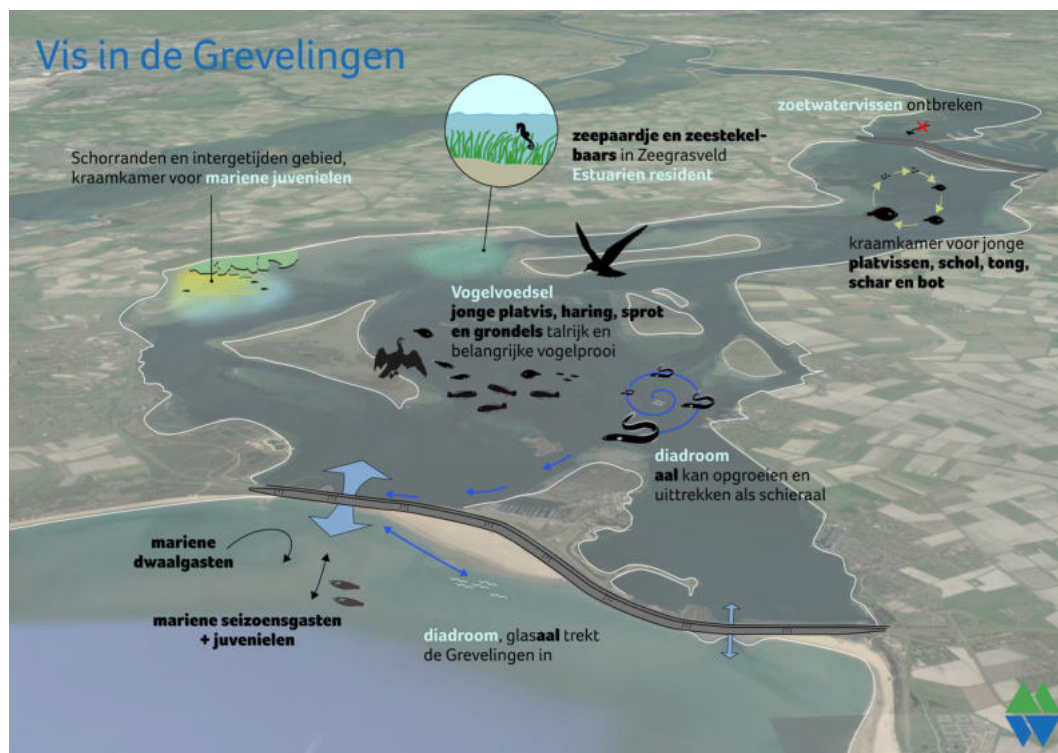 Vis in de Grevelingen
zoetwatervissen ontbreken
zeepaardje en zeestekel-
baars in Zeegrasveld
Estuarien resident
Schorranden en intergetijden gebied,
kraamkamer voor mariene juvenielen
kraamkamer voor jonge
platvissen, schol, tong,
schar en bot
Vogelvoedsel
jonge platvis, haring, sprot
en grondels talrijk en
belangrijke vogelprooi
diadroom
aal kan opgroeien en
uittrekken als schieraal
mariene
dwaalgasten
mariene seizoensgasten
+ juvenielen
diadroom, glasaal trekt
de Grevelingen in